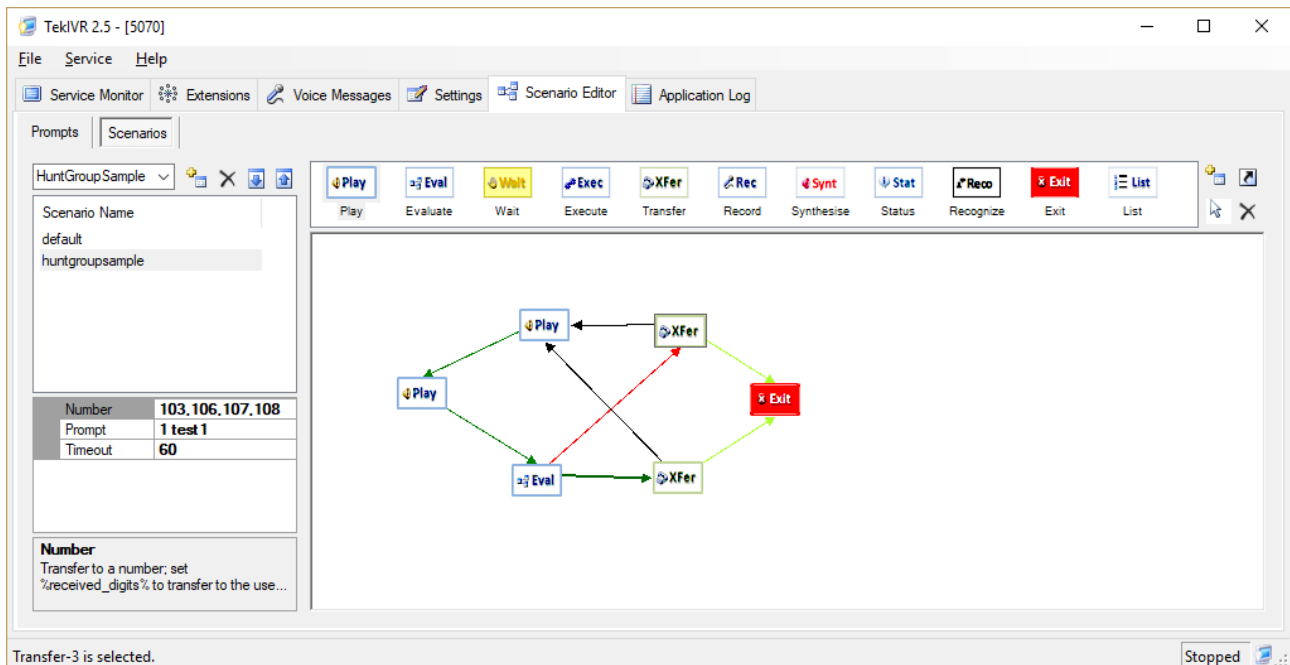 TekIVR 2.5 - [5070]
File Service Help
Service Monitor Extensions Voice Messages Settings Scenario Editor Application Log
Prompts Scenarios
HuntGroupSample
Play Eval Wait Exec XFer Rec Synt Stat Reco Exit List
Play Evaluate Wait Execute Transfer Record Synthesise Status Recognize Exit List
Scenario Name
default
huntgroupsample
Play XFer
Play Exit
Eval XFer
Number 103,106,107,108
Prompt 1 test1
Timeout 60
Number
Transfer to a number; set
%received_digits% to transfer to the use...
Transfer-3 is selected. Stopped